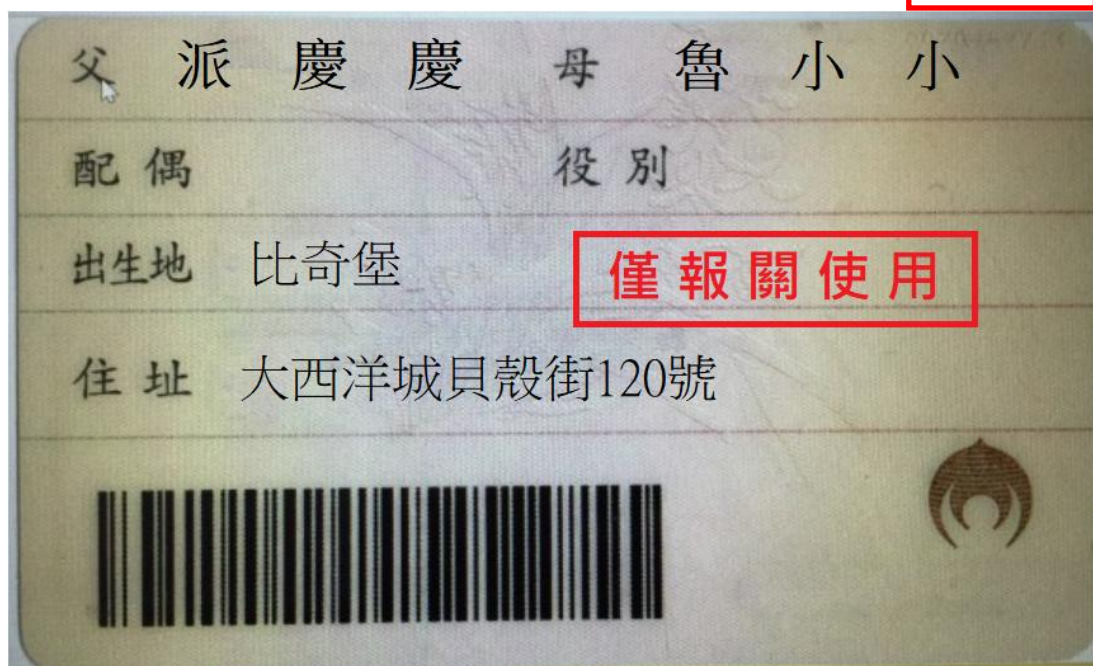 父 派慶慶 母 魯小小
配偶 役別
出生地 比奇堡
僅報關使用
住址 大西洋城貝殼街120號